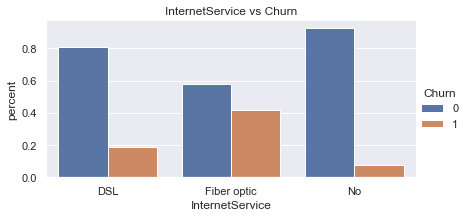 InternetService vs Churn
percent
0.8
0.6
0.4
0.2
0.0
DSL
Fiber optic
No
InternetService
Churn
0
1